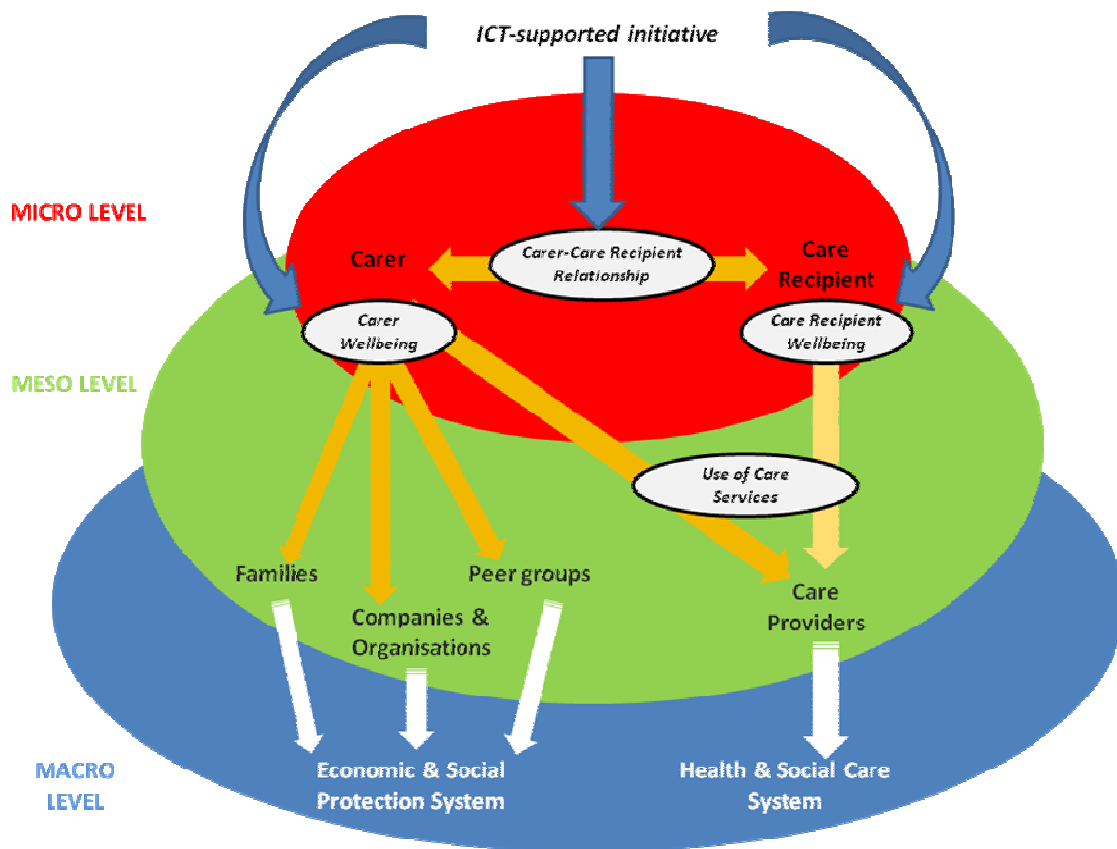 ICT-supported initiative
MICRO LEVEL
Carer
Carer-Care Recipient
Relationship
Care
Recipient
Carer
Wellbeing
Care Recipient
Wellbeing
MESO LEVEL
Use of Care
Services
Families
Peer groups
Companies &
Organisations
Care
Providers
MACRO
LEVEL
Economic & Social
Protection System
Health & Social Care
System